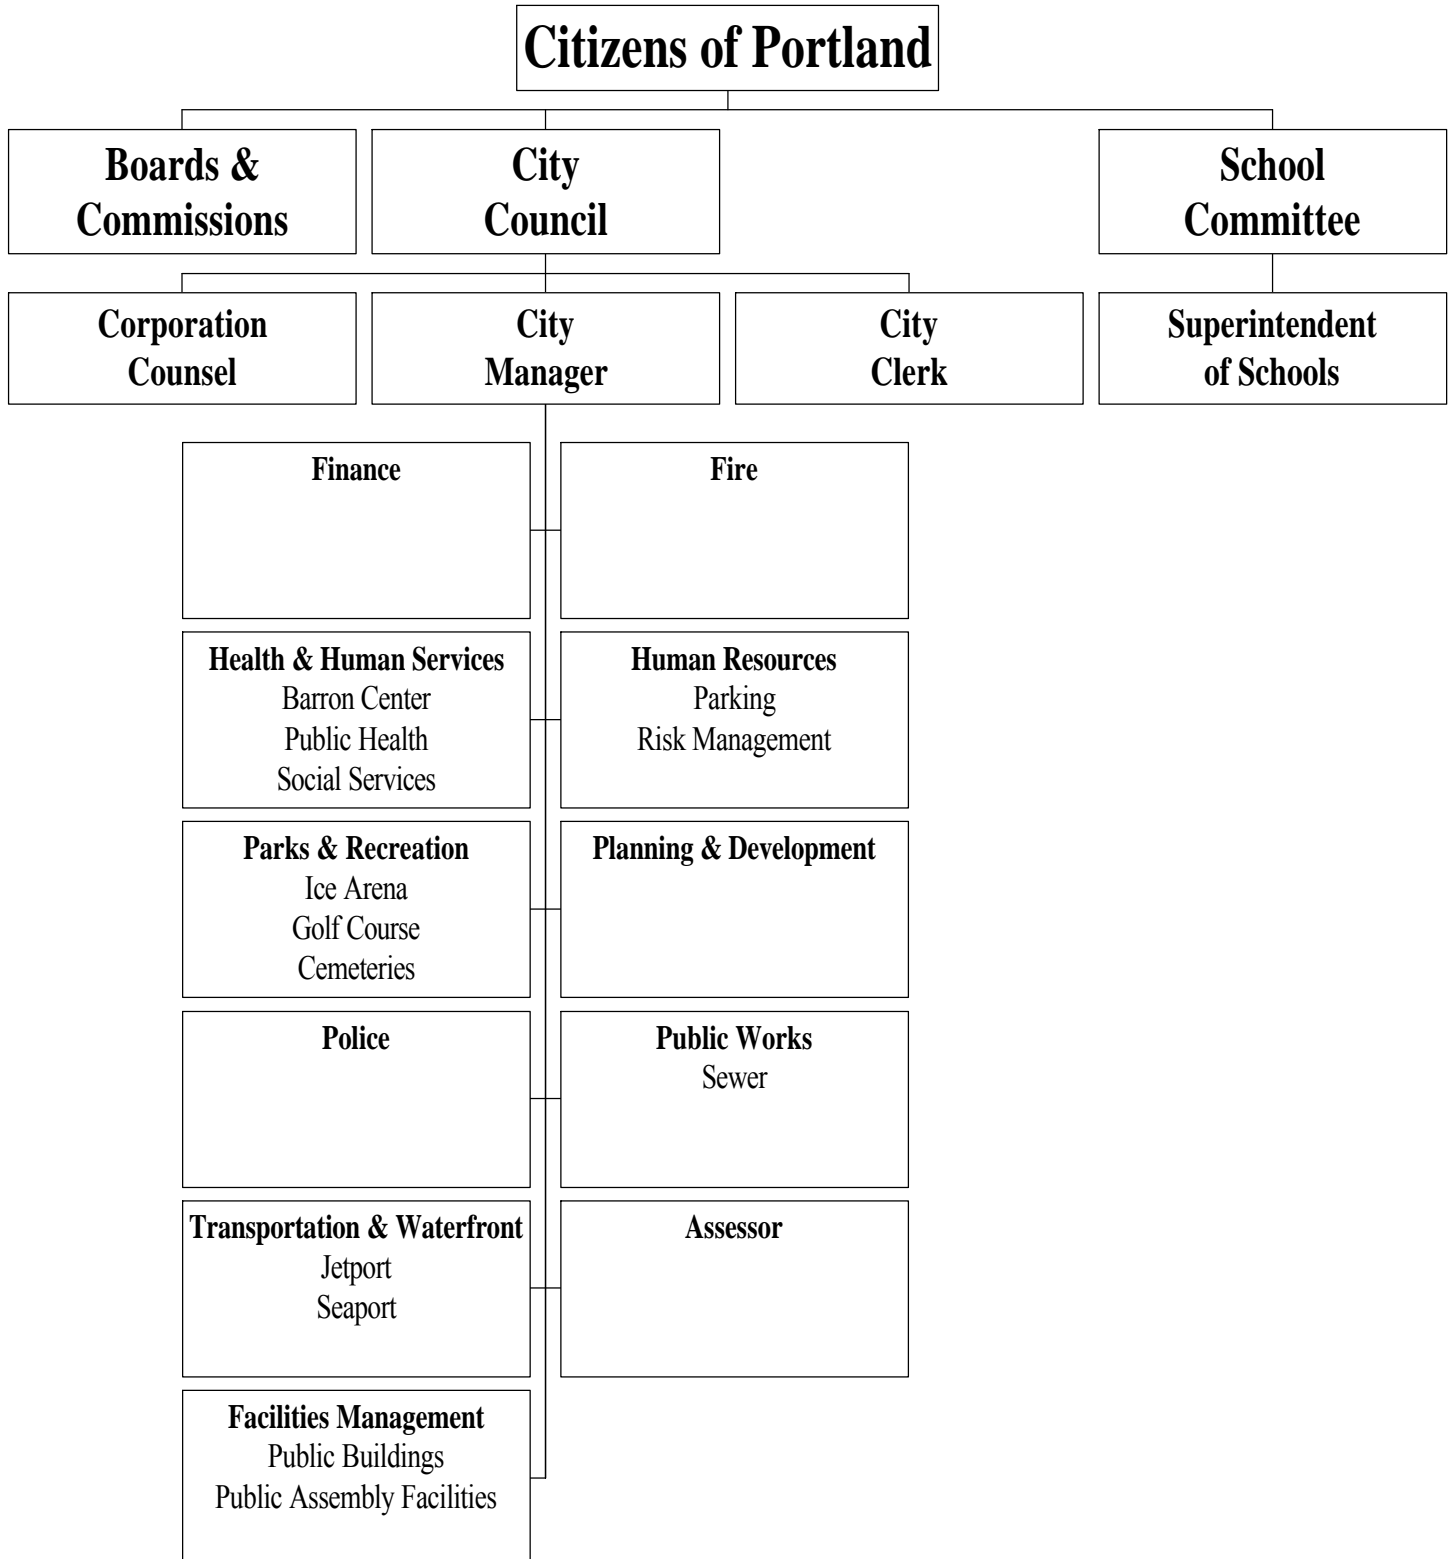 Citizens of Portland
Boards &
Commissions
City
Council
School
Committee
Corporation
Counsel
City
Manager
City
Clerk
Superintendent
of Schools
Finance
Fire
Health & Human Services
Barron Center
Public Health
Social Services
Human Resources
Parking
Risk Management
Parks & Recreation
Ice Arena
Golf Course
Cemeteries
Planning & Development
Police
Public Works
Sewer
Transportation & Waterfront
Jetport
Seaport
Assessor
Facilities Management
Public Buildings
Public Assembly Facilities